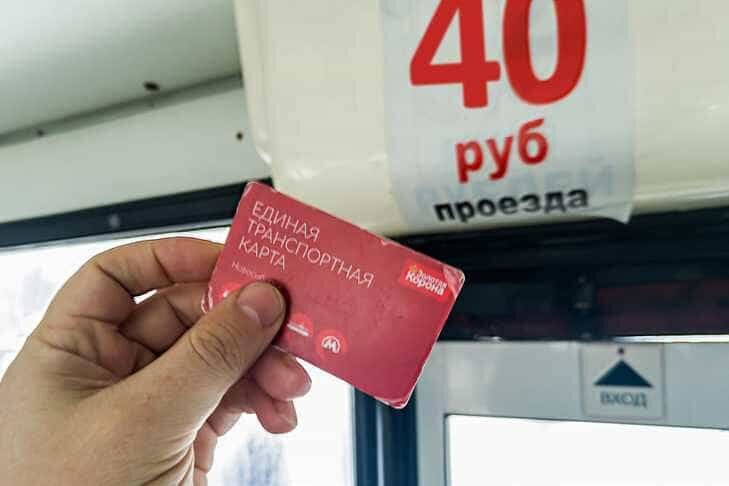 40
руб
проезда
ЕДИНАЯ
ТРАНСПОРТНАЯ
КАРТА
Золотая
Корона
М
ВХОД